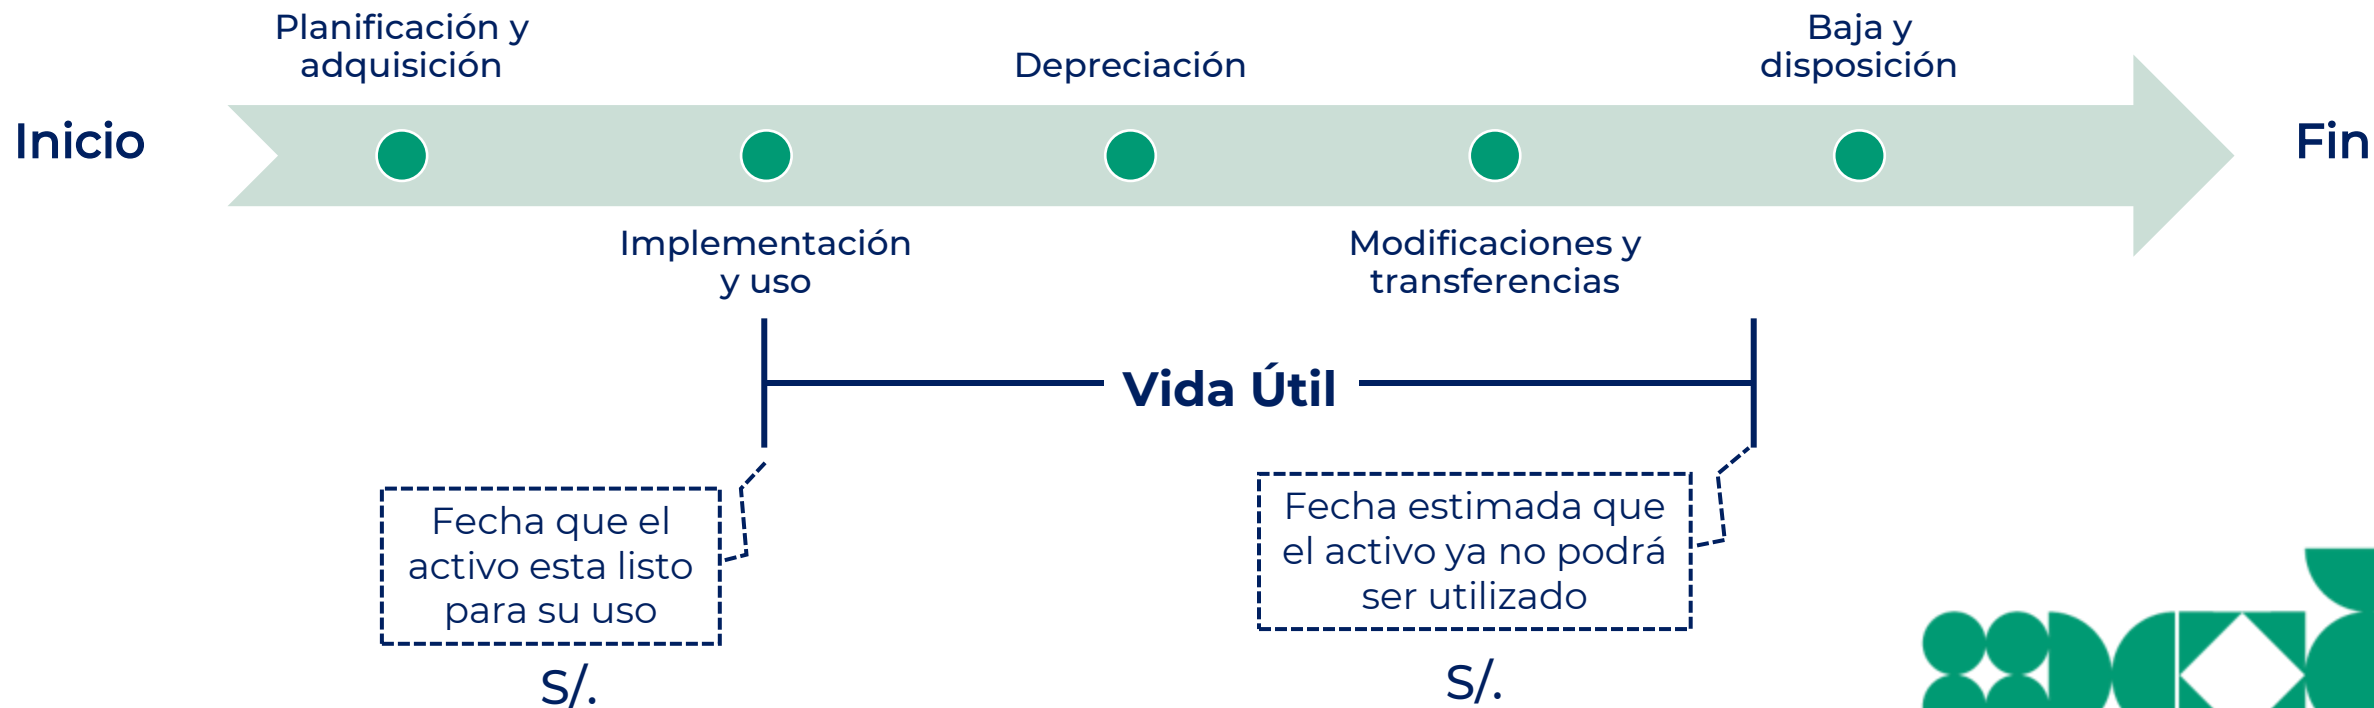 Planificación y
adquisición
Depreciación
Baja y
disposición
Inicio
Fin
Implementación
y uso
Modificaciones y
transferencias
Vida Útil
Fecha que el
activo esta listo
para su uso
S/.
Fecha estimada que
el activo ya no podrá
ser utilizado
S/.